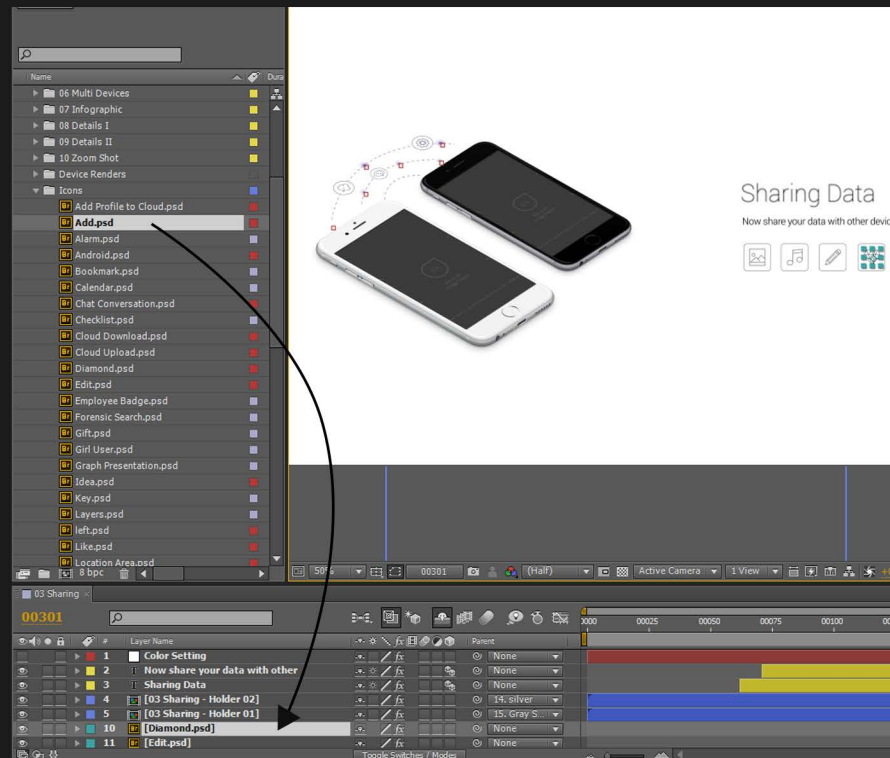 Name
Dura
06 Multi Devices
07 Infographic
08 Details I
09 Details II
10 Zoom Shot
Device Renders
Icons
Add Profile to Cloud.psd
Add.psd
Alarm.psd
Android.psd
Bookmark.psd
Calendar.psd
Chat Conversation.psd
Checklist.psd
Cloud Download.psd
Cloud Upload.psd
Diamond.psd
Edit.psd
Employee Badge.psd
Forensic Search.psd
Gift.psd
Girl User.psd
Graph Presentation.psd
Idea.psd
Key.psd
Layers.psd
left.psd
Like.psd
Location Area.psd
8 bpc
Sharing Data
Now share your data with other devic
50%
00301
(Half)
Active Camera
1 View
03 Sharing
00301
00025
00050
00075
00100
# Layer Name
Parent
1 Color Setting
None
2 T Now share your data with other
None
3 T Sharing Data
None
4 [03 Sharing - Holder 02]
14. silver
5 [03 Sharing - Holder 01]
15. Gray S...
10 [Diamond.psd]
None
11 [Edit.psd]
None
Toggle Switches / Modes